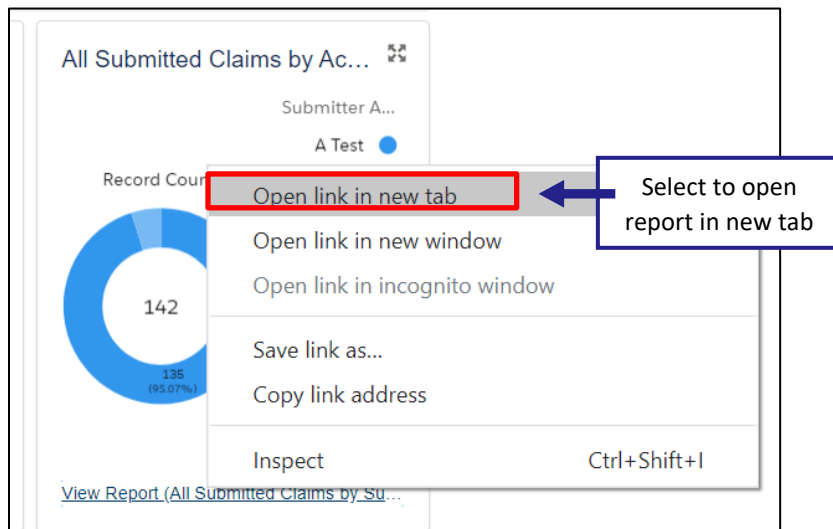 All Submitted Claims by Ac...
Submitter A...
A Test
Record Cour
142
135
(95.07%)
Open link in new tab
Open link in new window
Open link in incognito window
Save link as...
Copy link address
Inspect Ctrl+Shift+I
View Report (All Submitted Claims by Su...
Select to open
report in new tab